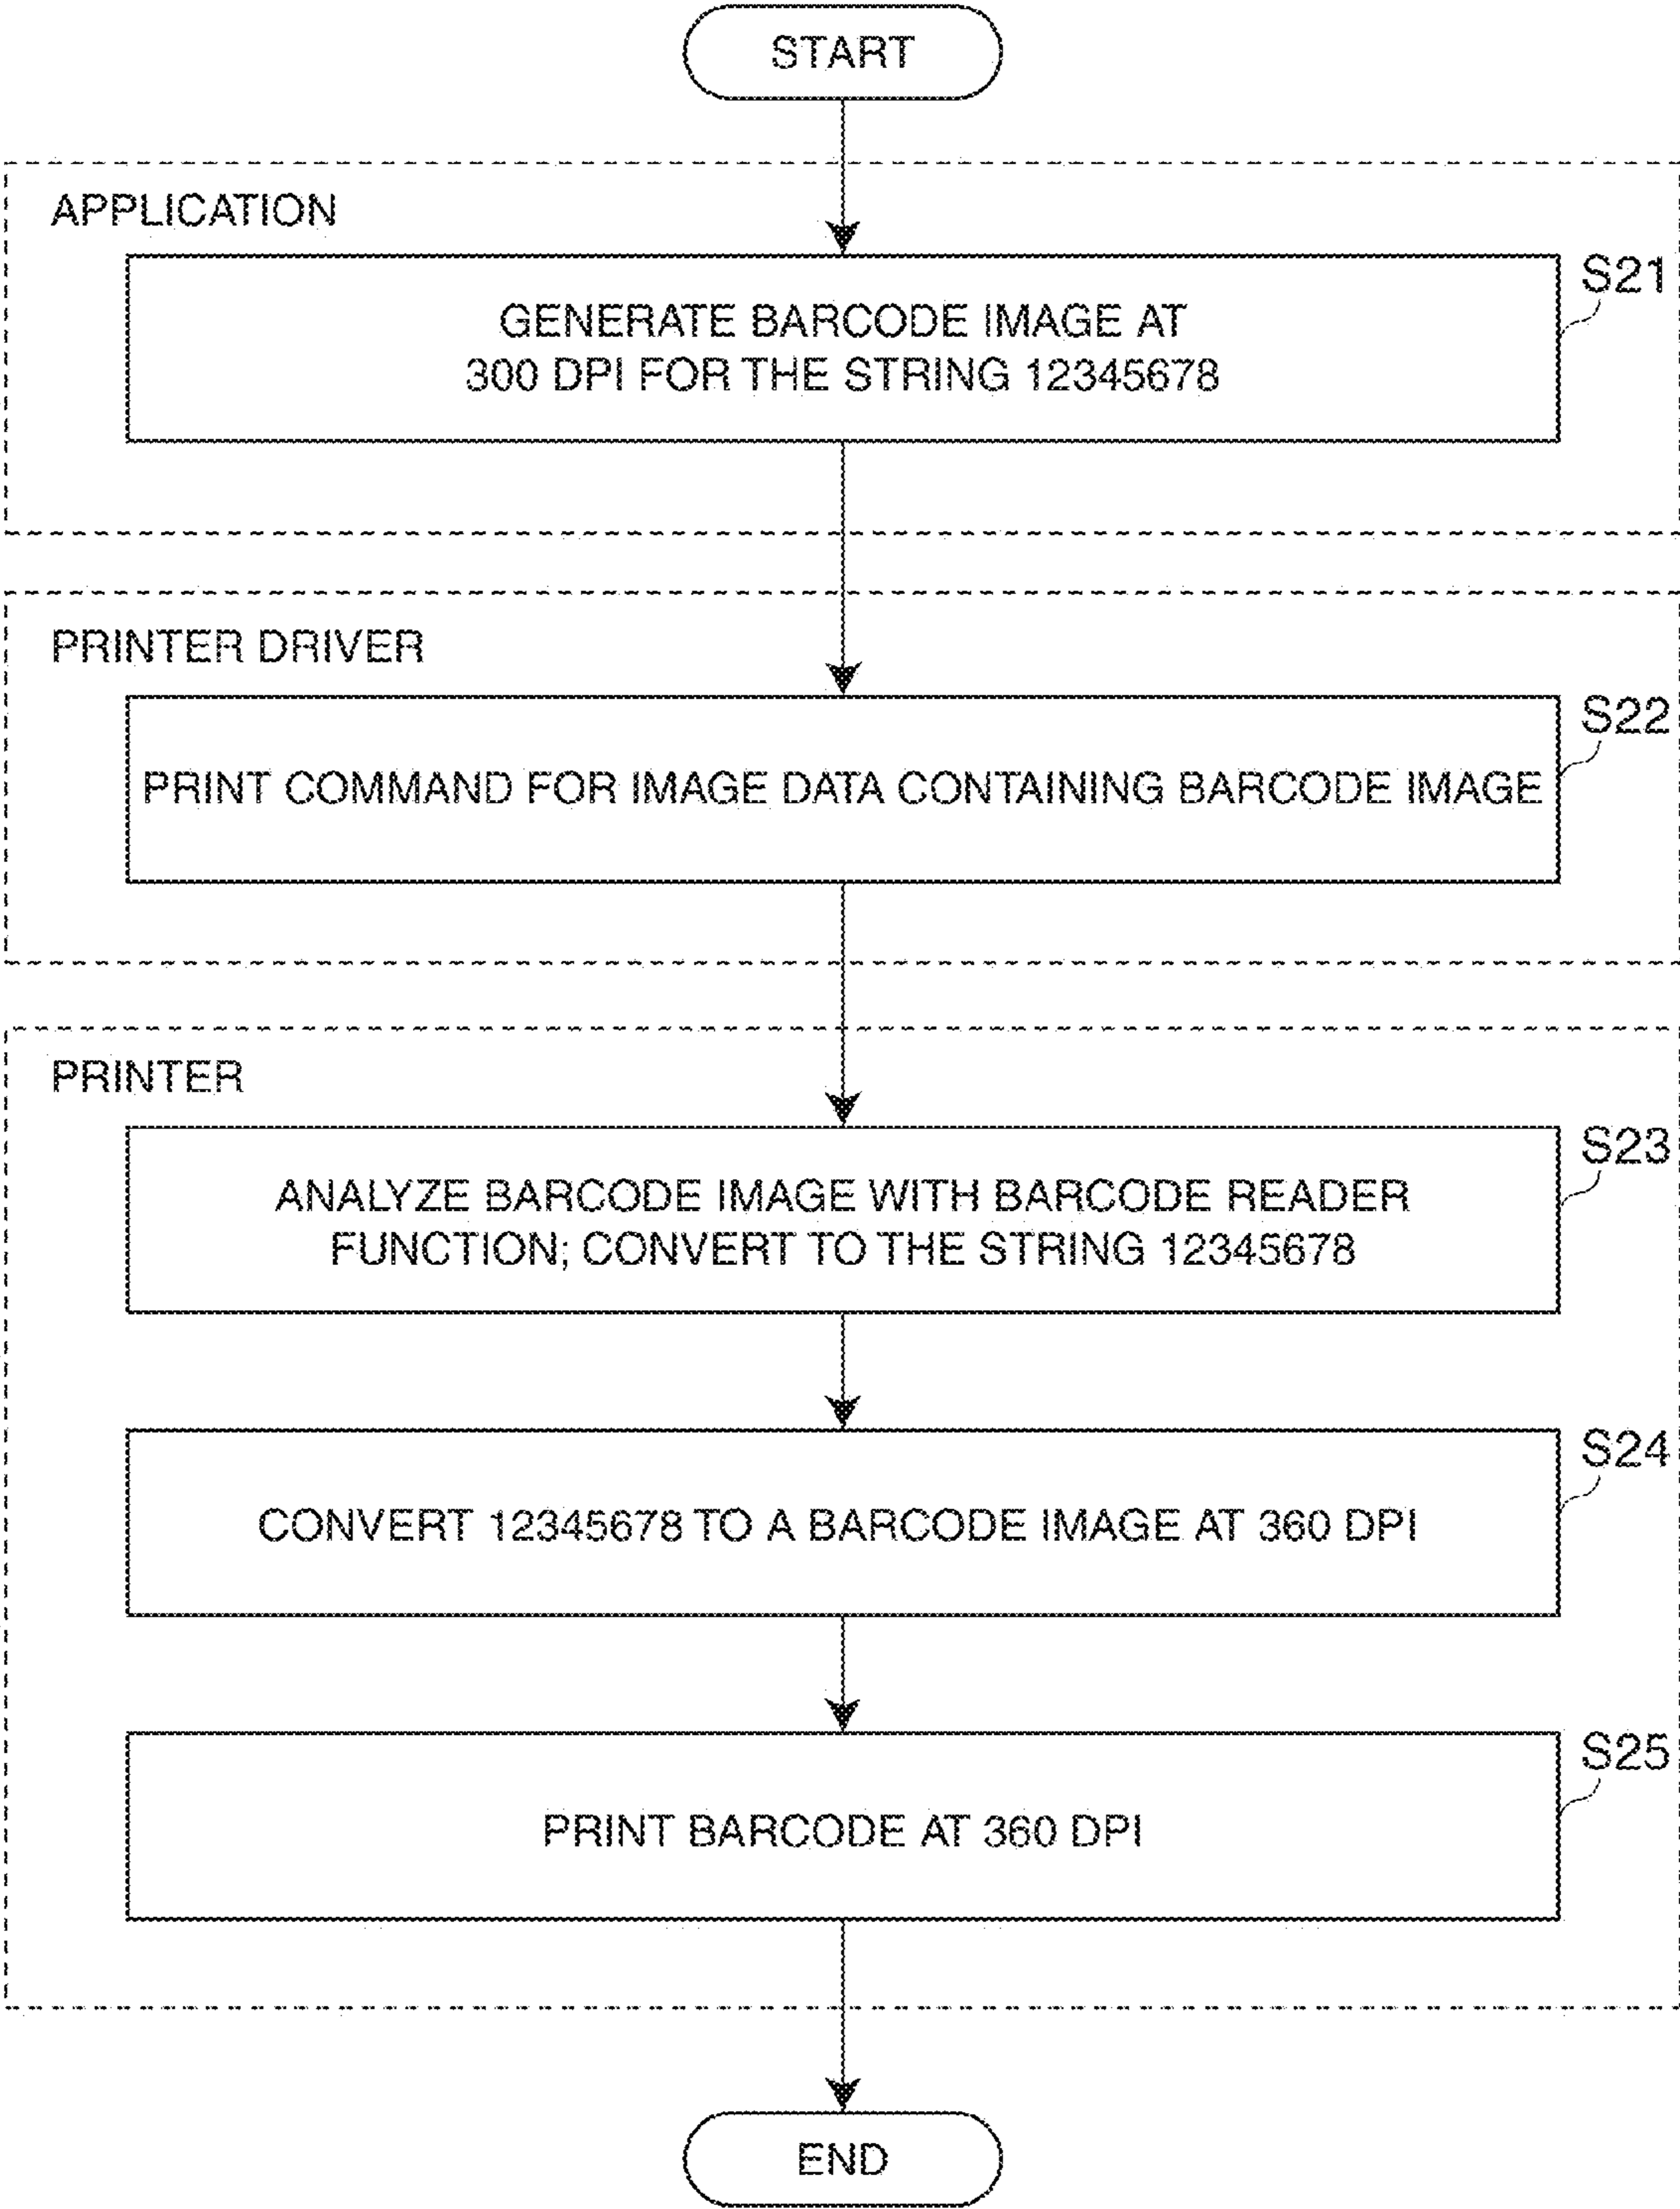 START
APPLICATION
S21
GENERATE BARCODE IMAGE AT
300 DPI FOR THE STRING 12345678
PRINTER DRIVER
S22
PRINT COMMAND FOR IMAGE DATA CONTAINING BARCODE IMAGE
PRINTER
S23
ANALYZE BARCODE IMAGE WITH BARCODE READER
FUNCTION; CONVERT TO THE STRING 12345678
S24
CONVERT 12345678 TO A BARCODE IMAGE AT 360 DPI
S25
PRINT BARCODE AT 360 DPI
END